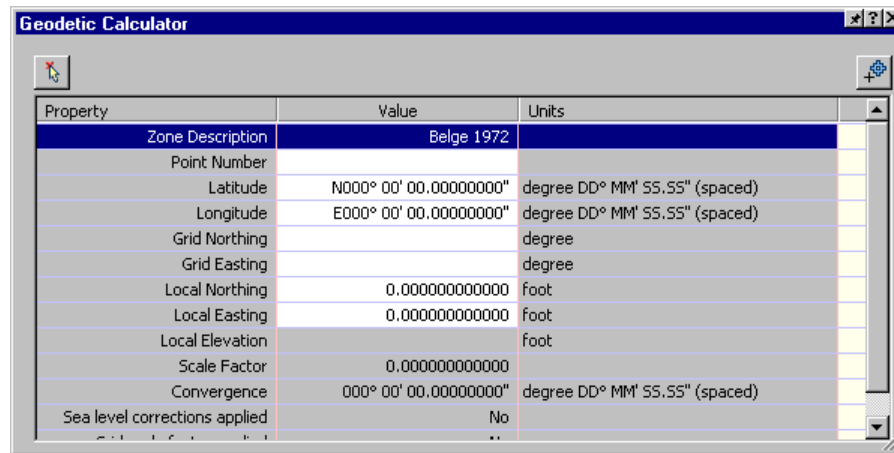 Geodetic Calculator
Property Value Units
Zone Description Belge 1972
Point Number
Latitude N000° 00' 00.00000000" degree DD° MM' SS.SS" (spaced)
Longitude E000° 00' 00.00000000" degree DD° MM' SS.SS" (spaced)
Grid Northing degree
Grid Easting degree
Local Northing 0.000000000000 foot
Local Easting 0.000000000000 foot
Local Elevation foot
Scale Factor 0.000000000000
Convergence 000° 00' 00.00000000" degree DD° MM' SS.SS" (spaced)
Sea level corrections applied No